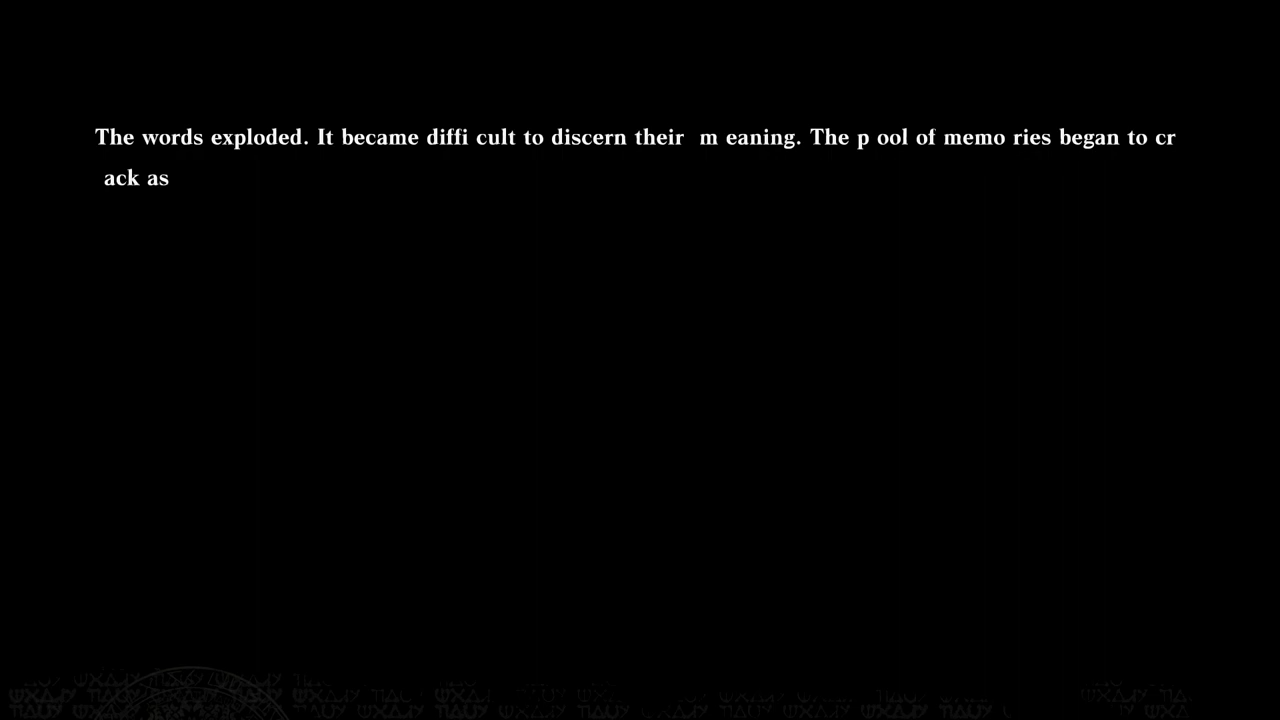 The words exploded. It became diffi cult to discern their  m eaning. The p ool of memo ries began to cr
ack as